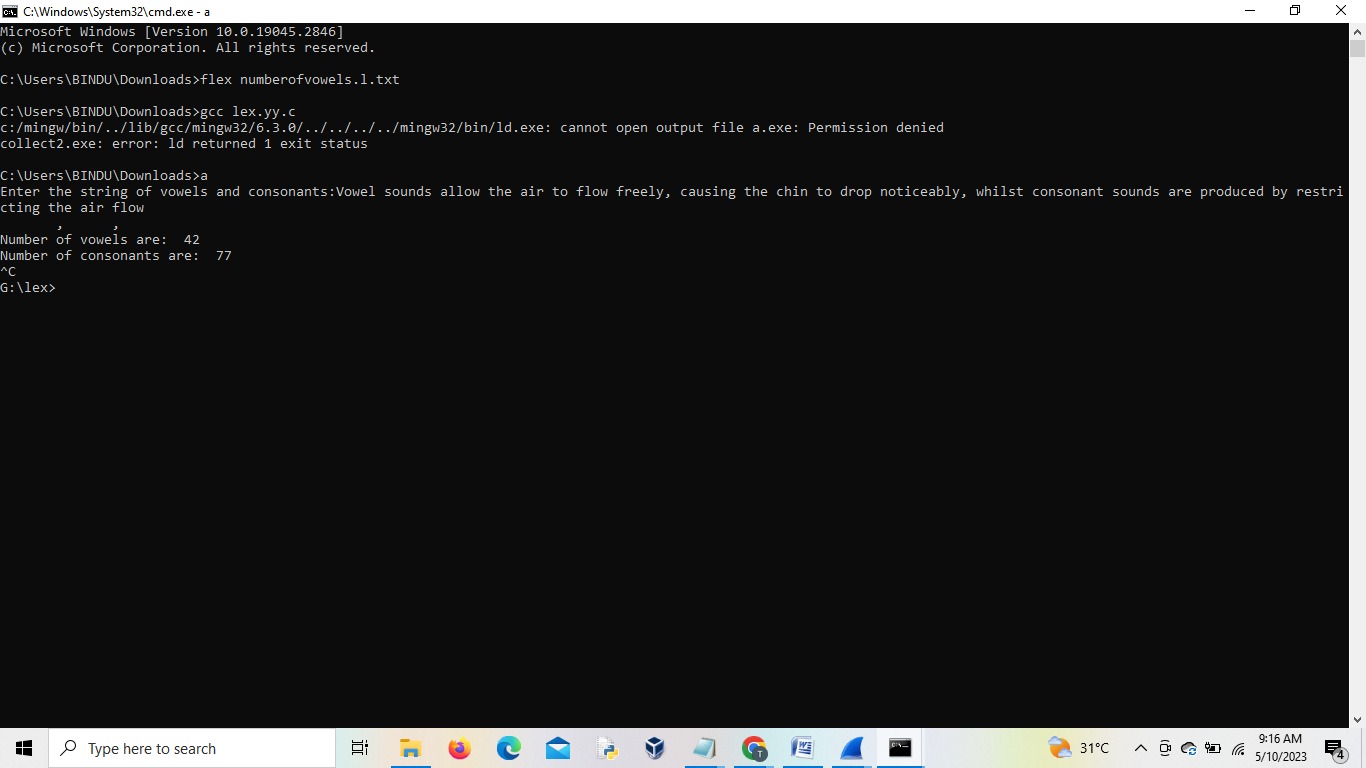 C:\Windows\System32\cmd.exe - a
Microsoft Windows [Version 10.0.19045.2846]
(c) Microsoft Corporation. All rights reserved.
C:\Users\BINDU\Downloads>flex numberofvowels.l.txt
C:\Users\BINDU\Downloads>gcc lex.yy.c
c:/mingw/bin/../lib/gcc/mingw32/6.3.0/../../../../mingw32/bin/ld.exe: cannot open output file a.exe: Permission denied
collect2.exe: error: ld returned 1 exit status
C:\Users\BINDU\Downloads>a
Enter the string of vowels and consonants:Vowel sounds allow the air to flow freely, causing the chin to drop noticeably, whilst consonant sounds are produced by restri
cting the air flow
, ,
Number of vowels are:  42
Number of consonants are:  77
^C
G:\lex>
Type here to search
31°C
9:16 AM
5/10/2023
4